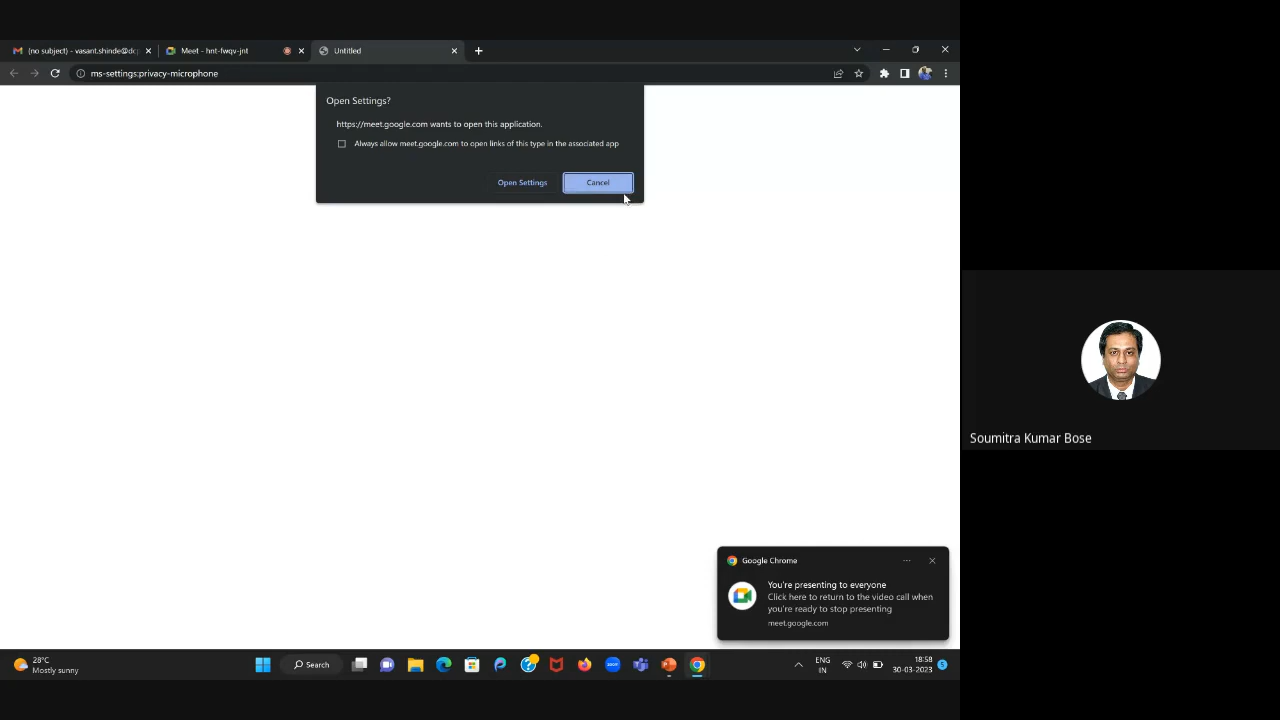 (no subject) - vasant.shinde@dc
Meet - hnt-fwqv-jnt
Untitled
ms-settings:privacy-microphone
Open Settings?
https://meet.google.com wants to open this application.
Always allow meet.google.com to open links of this type in the associated app
Open Settings
Cancel
Soumitra Kumar Bose
Google Chrome
You're presenting to everyone
Click here to return to the video call when
you're ready to stop presenting
meet.google.com
28°C
Mostly sunny
Search
zoom
ENG
IN
18:58
30-03-2023
5